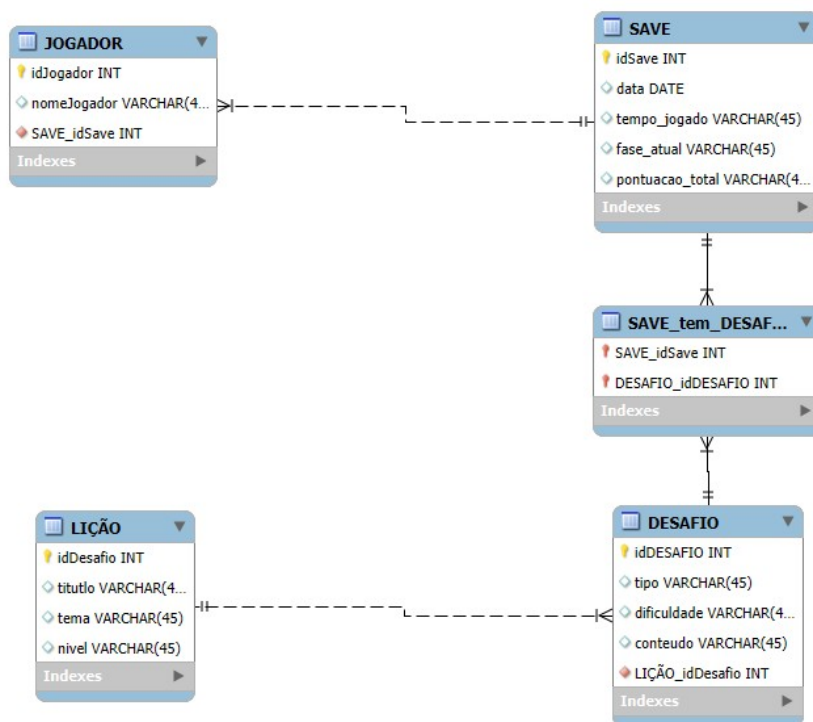 JOGADOR
idJogador INT
nomeJogador VARCHAR(4...
SAVE_idSave INT
Indexes
SAVE
idSave INT
data DATE
tempo_jogado VARCHAR(45)
fase_atual VARCHAR(45)
pontuacao_total VARCHAR(4...
Indexes
SAVE_tem_DESAF...
SAVE_idSave INT
DESAFIO_idDESAFIO INT
Indexes
LIÇÃO
idDesafio INT
titutlo VARCHAR(4...
tema VARCHAR(45)
nivel VARCHAR(45)
Indexes
DESAFIO
idDESAFIO INT
tipo VARCHAR(45)
dificuldade VARCHAR(4...
conteudo VARCHAR(45)
LIÇÃO_idDesafio INT
Indexes